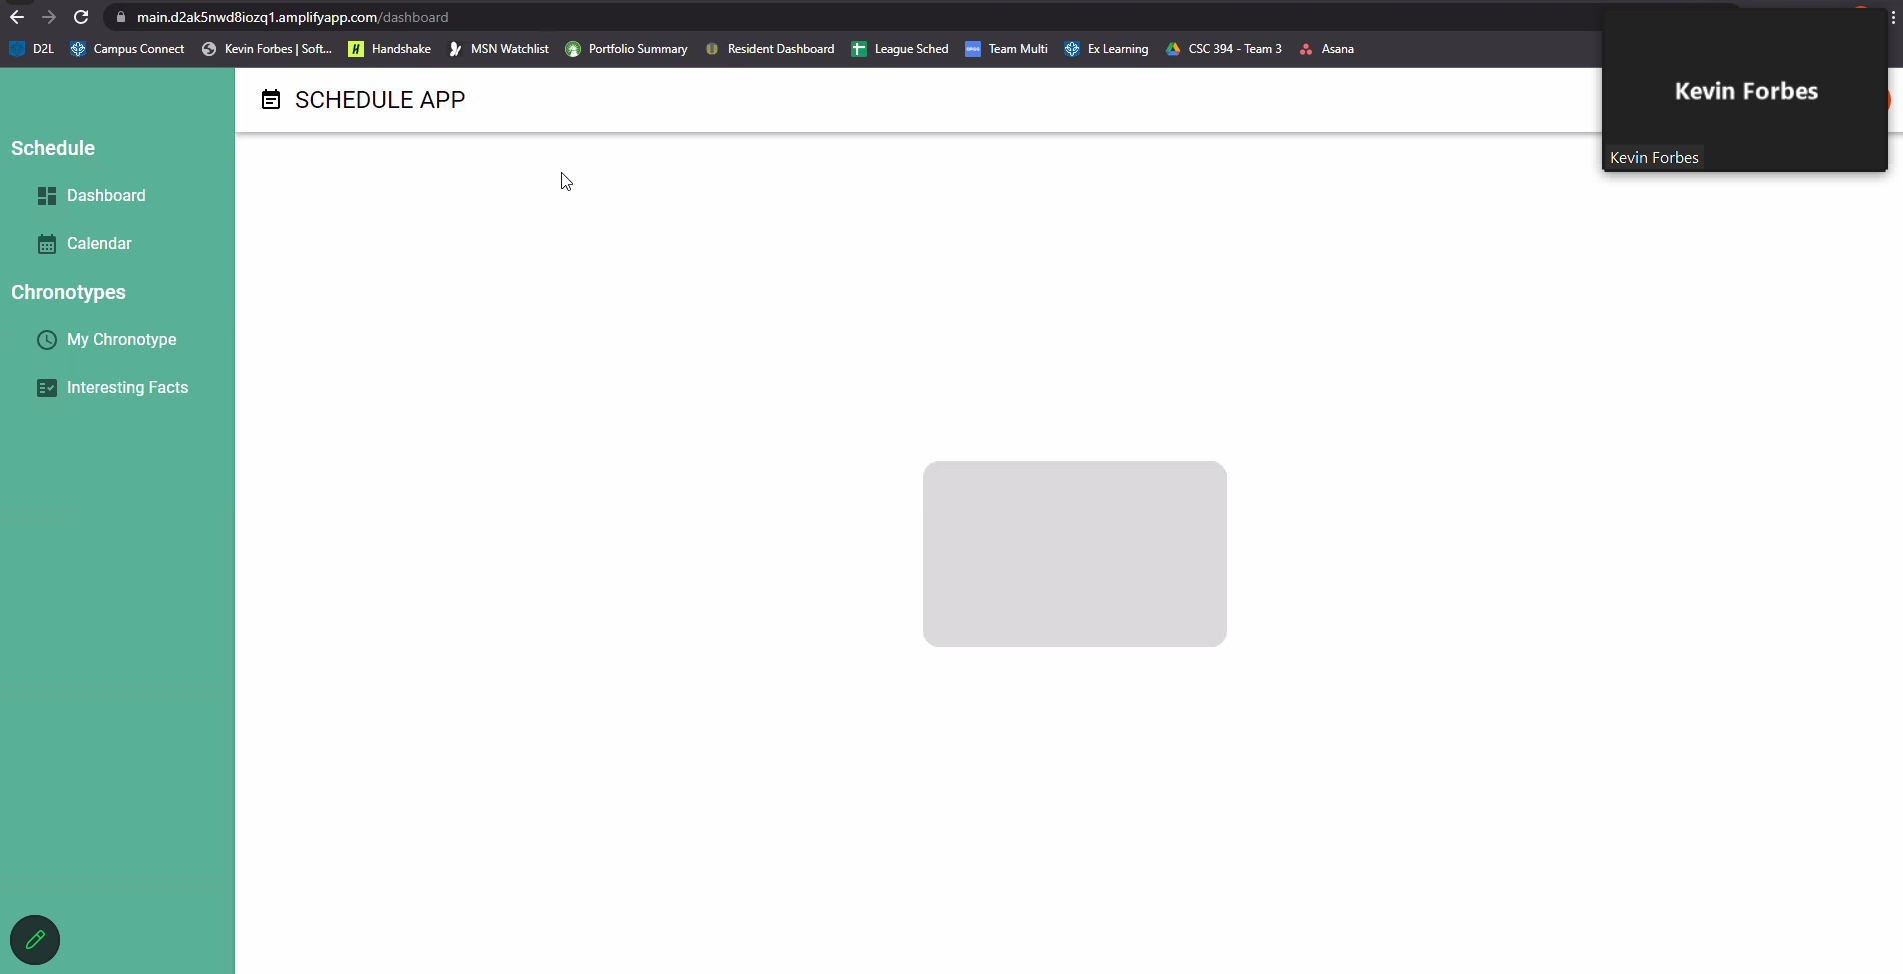 main.d2ak5nwd8iozq1.amplifyapp.com/dashboard
D2L Campus Connect Kevin Forbes | Soft... Handshake MSN Watchlist Portfolio Summary Resident Dashboard League Sched Team Multi Ex Learning CSC 394 - Team 3 Asana
SCHEDULE APP
Kevin Forbes
Kevin Forbes
Schedule
Dashboard
Calendar
Chronotypes
My Chronotype
Interesting Facts